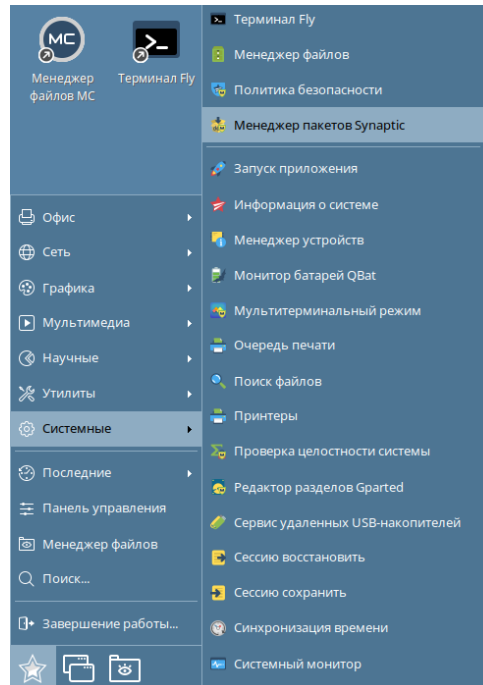 MC
Менеджер
файлов MC
Терминал Fly
Офис
Сеть
Графика
Мультимедиа
Научные
Утилиты
Системные
Последние
Панель управления
Менеджер файлов
Поиск...
Завершение работы...
Терминал Fly
Менеджер файлов
Политика безопасности
Менеджер пакетов Synaptic
Запуск приложения
Информация о системе
Менеджер устройств
Монитор батарей QBat
Мультитерминальный режим
Очередь печати
Поиск файлов
Принтеры
Проверка целостности системы
Редактор разделов Gparted
Сервис удаленных USB-накопителей
Сессию восстановить
Сессию сохранить
Синхронизация времени
Системный монитор